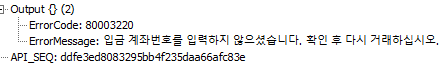 Output {} (2)
ErrorCode: 80003220
ErrorMessage: 입금 계좌번호를 입력하지 않으셨습니다. 확인 후 다시 거래하십시오.
API_SEQ: ddfe3ed8083295bb4f235daa66afc83e